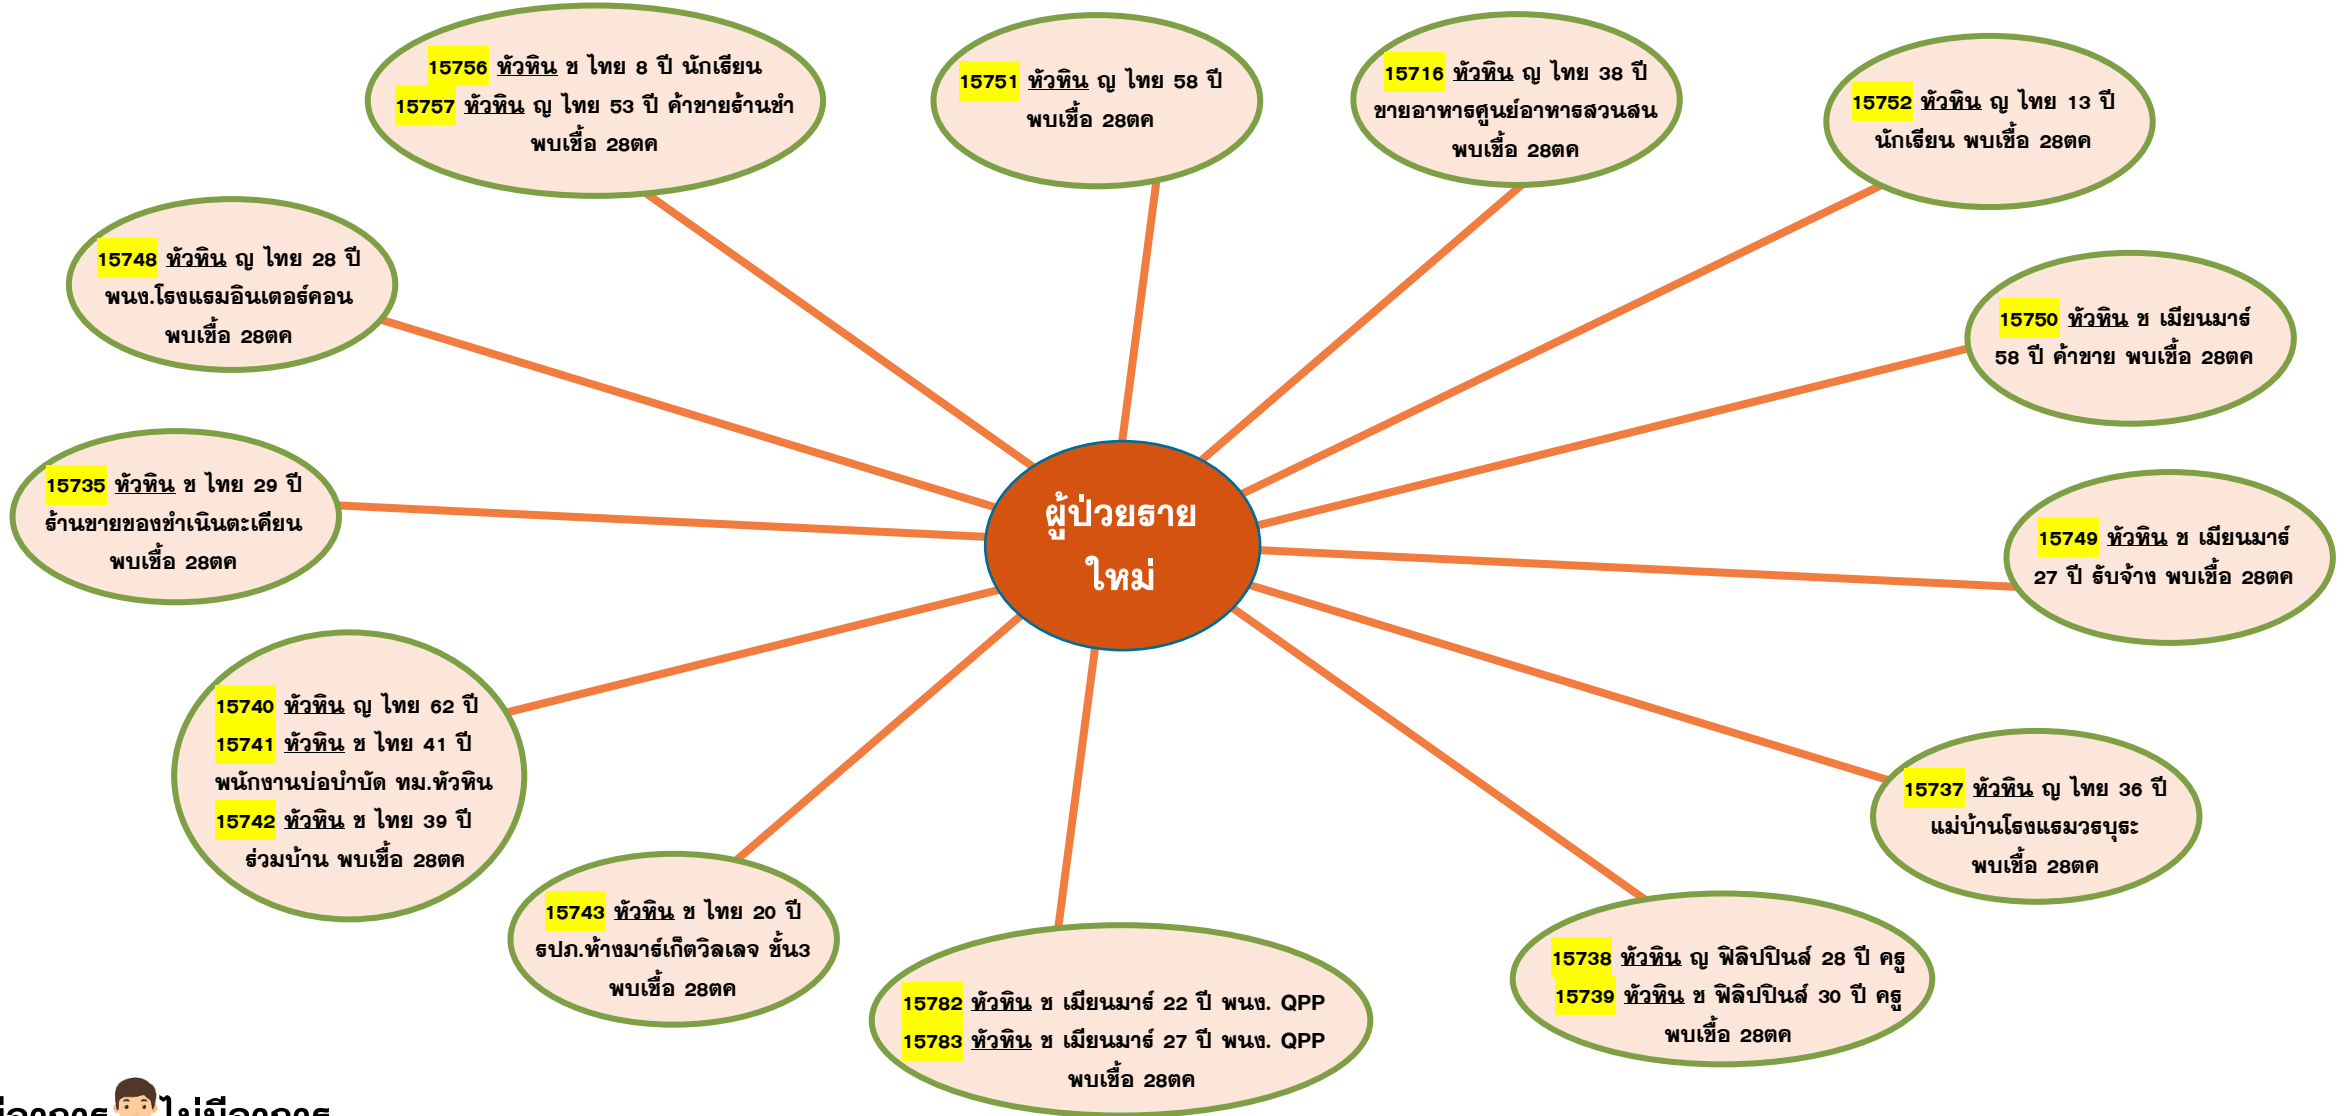 15756 หัวหิน ช ไทย 8 ปี นักเรียน
15757 หัวหิน ญ ไทย 53 ปี ค้าขายร้านชำ
พบเชื้อ 28ตค
15751 หัวหิน ญ ไทย 58 ปี
พบเชื้อ 28ตค
15716 หัวหิน ญ ไทย 38 ปี
ขายอาหารศูนย์อาหารสวนสน
พบเชื้อ 28ตค
15752 หัวหิน ญ ไทย 13 ปี
นักเรียน พบเชื้อ 28ตค
15748 หัวหิน ญ ไทย 28 ปี
พนง.โรงแรมอินเตอร์คอน
พบเชื้อ 28ตค
15750 หัวหิน ช เมียนมาร์
58 ปี ค้าขาย พบเชื้อ 28ตค
15735 หัวหิน ช ไทย 29 ปี
ร้านขายของชำเนินตะเคียน
พบเชื้อ 28ตค
ผู้ป่วยราย
ใหม่
15749 หัวหิน ช เมียนมาร์
27 ปี รับจ้าง พบเชื้อ 28ตค
15740 หัวหิน ญ ไทย 62 ปี
15741 หัวหิน ช ไทย 41 ปี
พนักงานบ่อบำบัด ทม.หัวหิน
15742 หัวหิน ช ไทย 39 ปี
ร่วมบ้าน พบเชื้อ 28ตค
15737 หัวหิน ญ ไทย 36 ปี
แม่บ้านโรงแรมวรบุระ
พบเชื้อ 28ตค
15743 หัวหิน ช ไทย 20 ปี
รปภ.ห้างมาร์เก็ตวิลเลจ ชั้น3
พบเชื้อ 28ตค
15782 หัวหิน ช เมียนมาร์ 22 ปี พนง. QPP
15783 หัวหิน ช เมียนมาร์ 27 ปี พนง. QPP
พบเชื้อ 28ตค
15738 หัวหิน ญ ฟิลิปปินส์ 28 ปี ครู
15739 หัวหิน ช ฟิลิปปินส์ 30 ปี ครู
พบเชื้อ 28ตค
ไม่มีอาการ